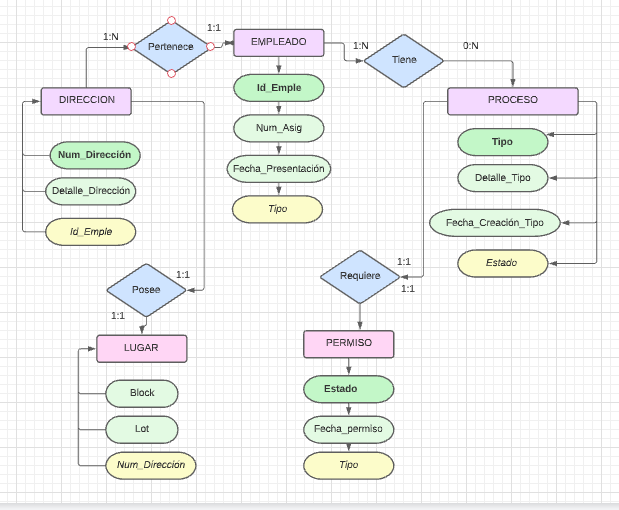 1:N
Pertenece
1:1
EMPLEADO
1:N
Tiene
0:N
DIRECCION
Id_Emple
PROCESO
Num_Dirección
Num_Asig
Tipo
Detalle_Dirección
Fecha_Presentación
Detalle_Tipo
Id_Emple
Tipo
Fecha_Creación_Tipo
Estado
Posee
1:1
Requiere
1:1
1:1
1:1
LUGAR
PERMISO
Block
Estado
Lot
Fecha_permiso
Num_Dirección
Tipo